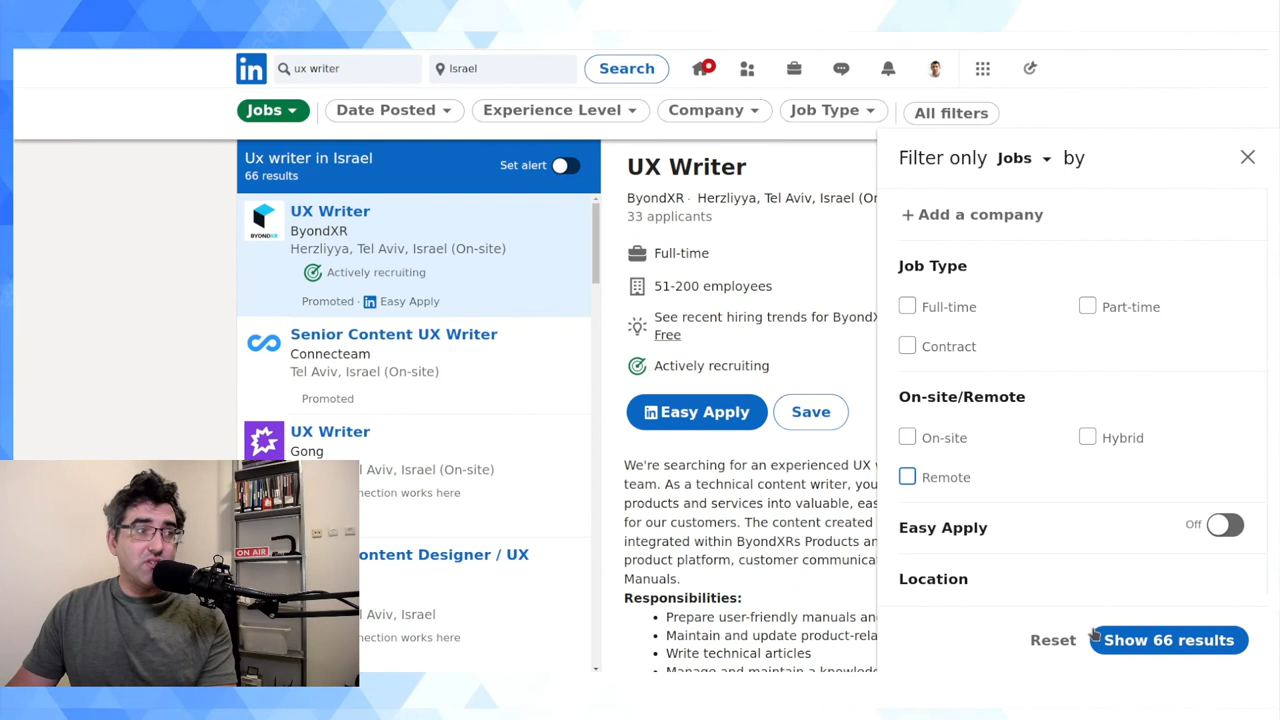 in
ux writer
Israel
Search
Jobs
Date Posted
Experience Level
Company
Job Type
All filters
Ux writer in Israel
66 results
Set alert
UX Writer
ByondXR
Herzliyya, Tel Aviv, Israel (On-site)
Actively recruiting
Promoted · in Easy Apply
BYONDXR
Senior Content UX Writer
Connecteam
Tel Aviv, Israel (On-site)
Promoted
UX Writer
Gong
Aviv, Israel (On-site)
nection works here
ontent Designer / UX
Aviv, Israel
nection works here
ON AIR
UX Writer
ByondXR · Herzliyya, Tel Aviv, Israel (On
33 applicants
Full-time
51-200 employees
See recent hiring trends for ByondX
Free
Actively recruiting
in Easy Apply
Save
We're searching for an experienced UX
team. As a technical content writer, you
products and services into valuable, eas
for our customers. The content created
integrated within ByondXRs Products an
product platform, customer communica
Manuals.
Responsibilities:
• Prepare user-friendly manuals an
• Maintain and update product-rela
• Write technical articles
• Manage and maintain a knowled
Filter only Jobs by
+ Add a company
Job Type
Full-time
Part-time
Contract
On-site/Remote
On-site
Hybrid
Remote
Easy Apply
Off
Location
Reset
Show 66 results